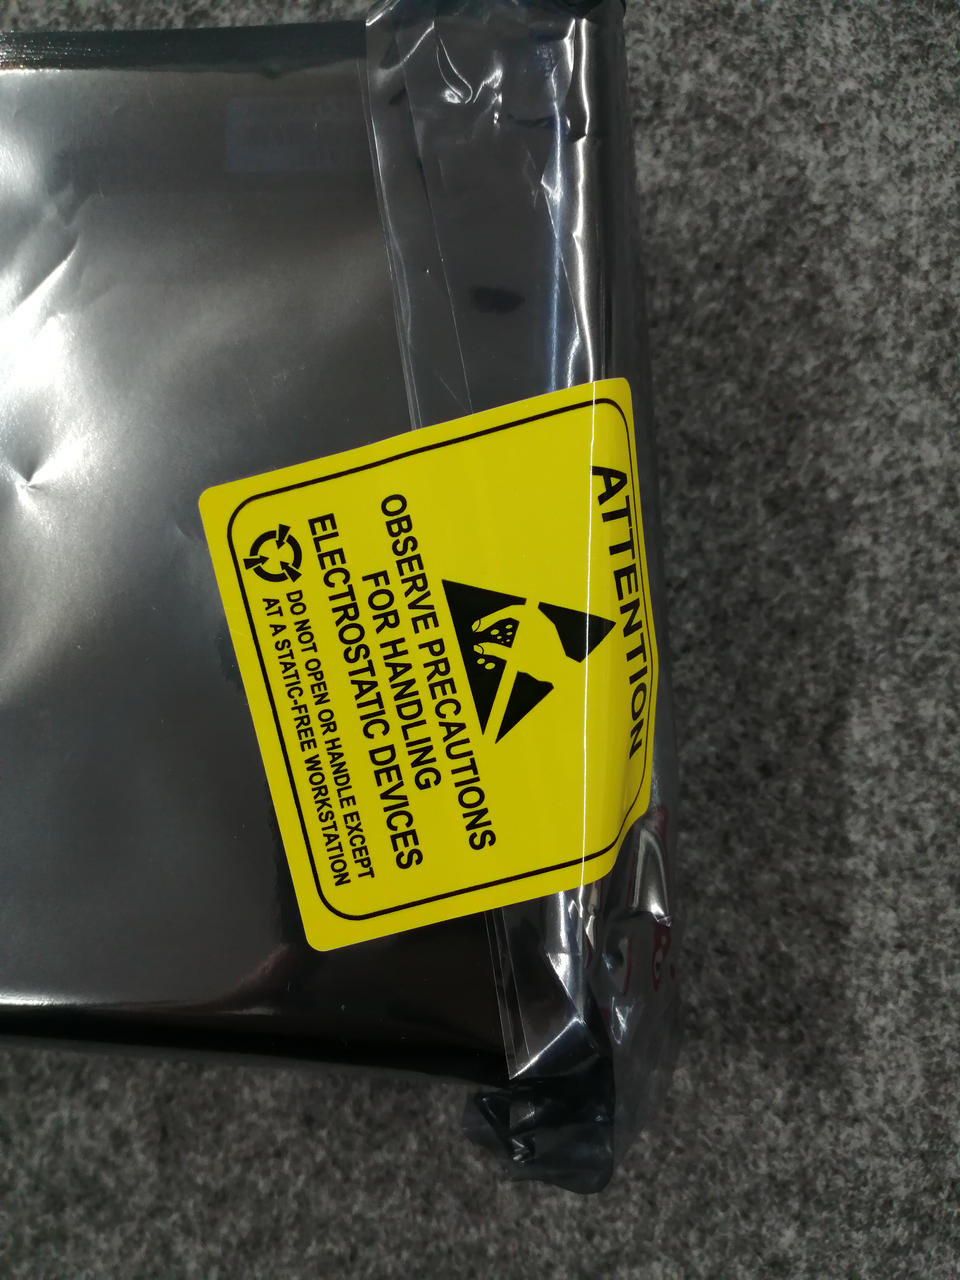 ATTENTION
OBSERVE PRECAUTIONS
FOR HANDLING
ELECTROSTATIC DEVICES
DO NOT OPEN OR HANDLE EXCEPT
AT A STATIC-FREE WORKSTATION